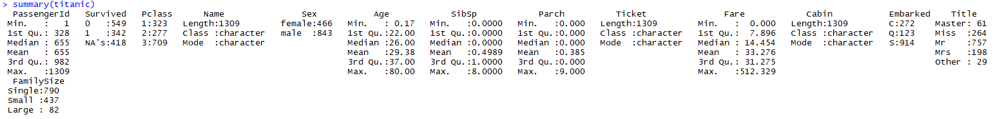 > summary(titanic)
PassengerId Survived Pclass Name Sex Age SibSp Parch Ticket Fare Cabin Embarked Title
Min. : 1 0 :549 1:323 Length:1309 female:466 Min. : 0.17 Min. :0.0000 Min. :0.000 Length:1309 Min. : 0.000 Length:1309 C:272 Master: 61
1st Qu.: 328 1 :342 2:277 Class :character male :843 1st Qu.:22.00 1st Qu.:0.0000 1st Qu.:0.000 Class :character 1st Qu.: 7.896 Class :character Q:123 Miss :264
Median : 655 NA's:418 3:709 Mode :character Median :26.00 Median :0.0000 Median :0.000 Mode :character Median : 14.454 Mode :character S:914 Mr :757
Mean : 655 Mean :29.38 Mean :0.4989 Mean :0.385 Mean : 33.276 Mrs :198
3rd Qu.: 982 3rd Qu.:37.00 3rd Qu.:1.0000 3rd Qu.:0.000 3rd Qu.: 31.275 Other : 29
Max. :1309 Max. :80.00 Max. :8.0000 Max. :9.000 Max. :512.329
FamilySize
Single:790
Small :437
Large : 82